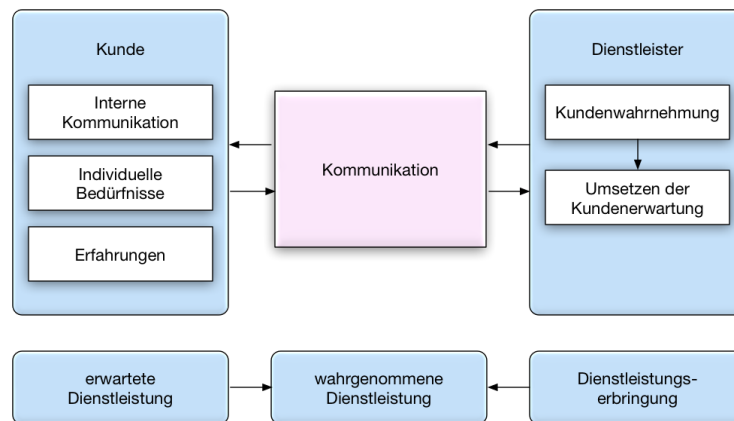 Kunde
Interne
Kommunikation
Individuelle
Bedürfnisse
Erfahrungen
Kommunikation
Dienstleister
Kundenwahrnehmung
Umsetzen der
Kundenerwartung
erwartete
Dienstleistung
wahrgenommene
Dienstleistung
Dienstleistungs-
erbringung